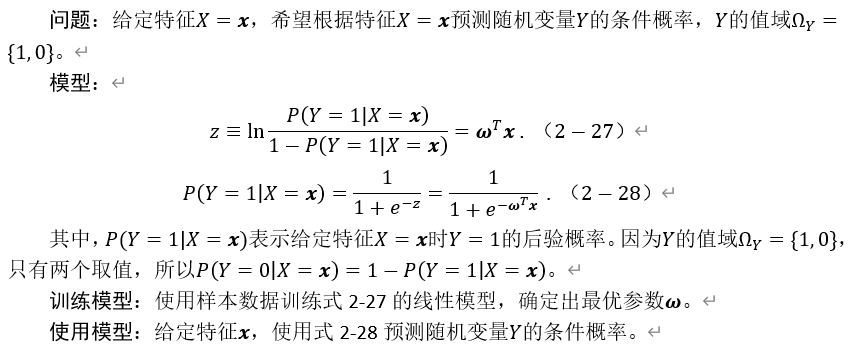 问题：给定特征X = x，希望根据特征X = x预测随机变量Y的条件概率，Y的值域Ω_Y =
{1,0}。
模型：
z ≡ ln P(Y = 1|X = x) / (1 − P(Y = 1|X = x)) = ω^T x .（2 − 27）
P(Y = 1|X = x) = 1 / (1 + e^{−z}) = 1 / (1 + e^{−ω^T x}) .（2 − 28）
其中，P(Y = 1|X = x)表示给定特征X = x时Y = 1的后验概率。因为Y的值域Ω_Y = {1,0}，
只有两个取值，所以P(Y = 0|X = x) = 1 − P(Y = 1|X = x)。
训练模型：使用样本数据训练式 2-27 的线性模型，确定出最优参数ω。
使用模型：给定特征x，使用式 2-28 预测随机变量Y的条件概率。